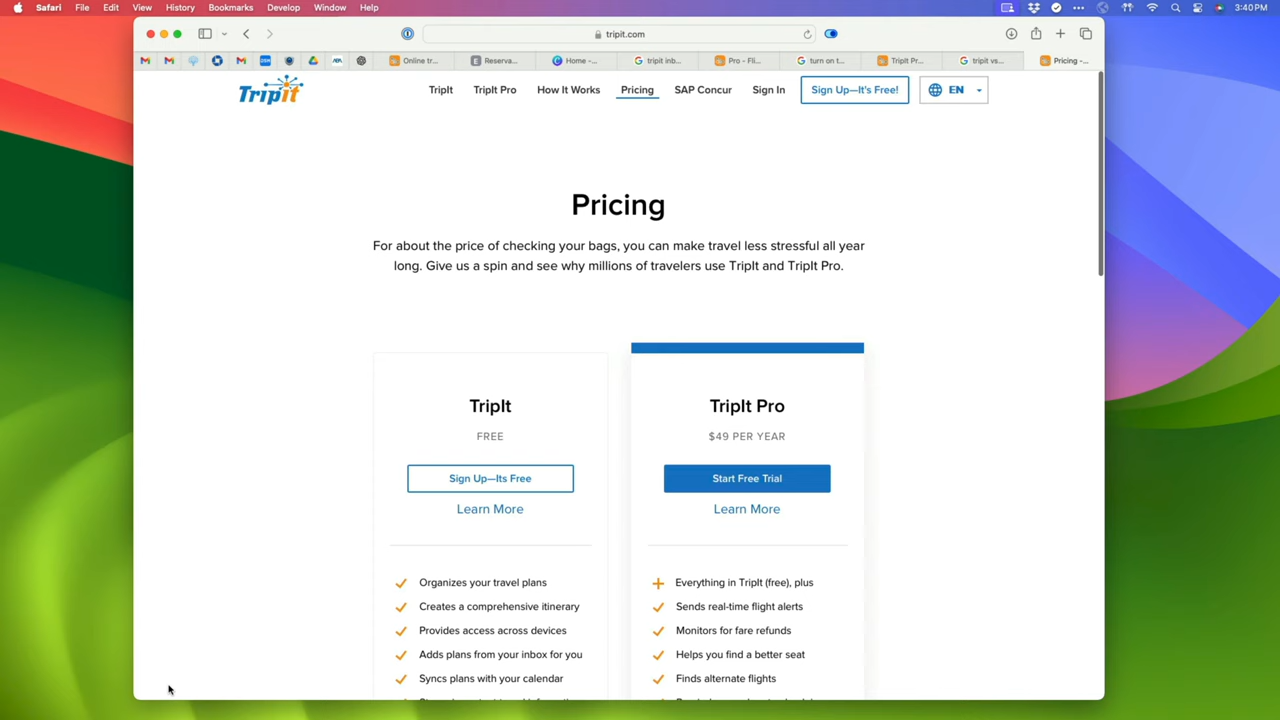 Safari File Edit View History Bookmarks Develop Window Help 3:40PM
tripit.com
Online tr... Reserva... Home -... tripit inb... Pro - Fli... turn on t... TripIt Pr... tripit vs... Pricing -...
TripIt TripIt TripIt Pro How It Works Pricing SAP Concur Sign In Sign Up—It's Free! EN
Pricing
For about the price of checking your bags, you can make travel less stressful all year
long. Give us a spin and see why millions of travelers use TripIt and TripIt Pro.
TripIt
FREE
Sign Up—Its Free
Learn More
Organizes your travel plans
Creates a comprehensive itinerary
Provides access across devices
Adds plans from your inbox for you
Syncs plans with your calendar
TripIt Pro
$49 PER YEAR
Start Free Trial
Learn More
Everything in TripIt (free), plus
Sends real-time flight alerts
Monitors for fare refunds
Helps you find a better seat
Finds alternate flights